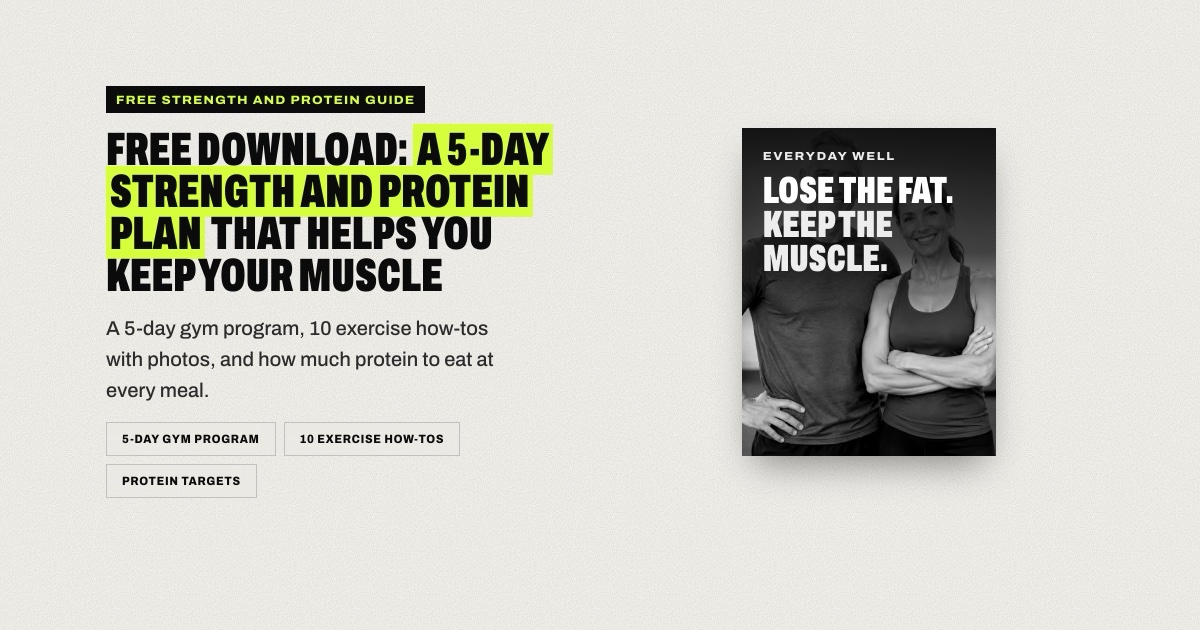 FREE STRENGTH AND PROTEIN GUIDE
FREE DOWNLOAD: A 5-DAY
STRENGTH AND PROTEIN
PLAN THAT HELPS YOU
KEEP YOUR MUSCLE
A 5-day gym program, 10 exercise how-tos
with photos, and how much protein to eat at
every meal.
5-DAY GYM PROGRAM
10 EXERCISE HOW-TOS
PROTEIN TARGETS
EVERYDAY WELL
LOSE THE FAT.
KEEP THE
MUSCLE.